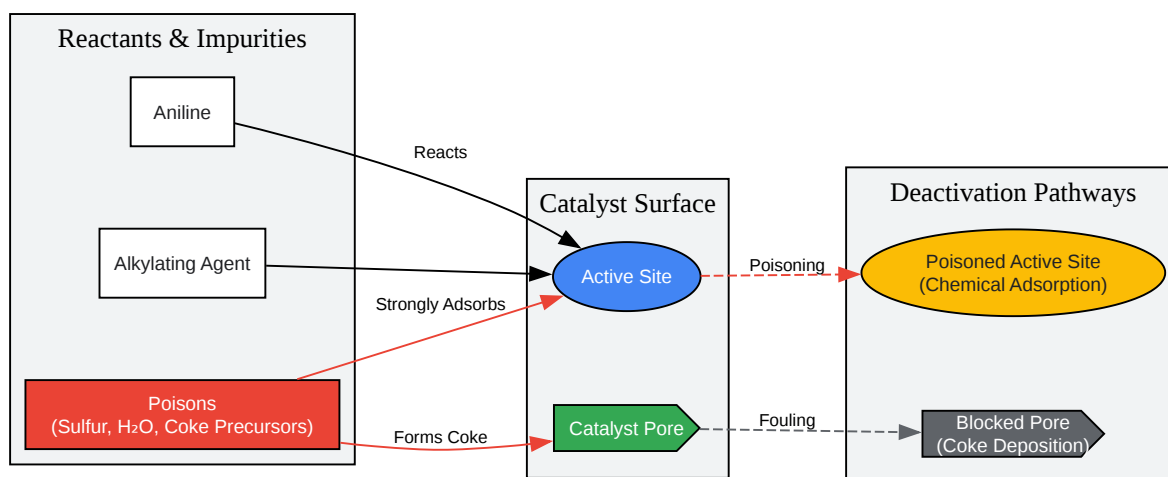 Reactants & Impurities
Aniline
Reacts
Alkylating Agent
Strongly Adsorbs
Poisons
(Sulfur, H₂O, Coke Precursors)
Forms Coke
Catalyst Surface
Active Site
Catalyst Pore
Poisoning
Fouling
Deactivation Pathways
Poisoned Active Site
(Chemical Adsorption)
Blocked Pore
(Coke Deposition)